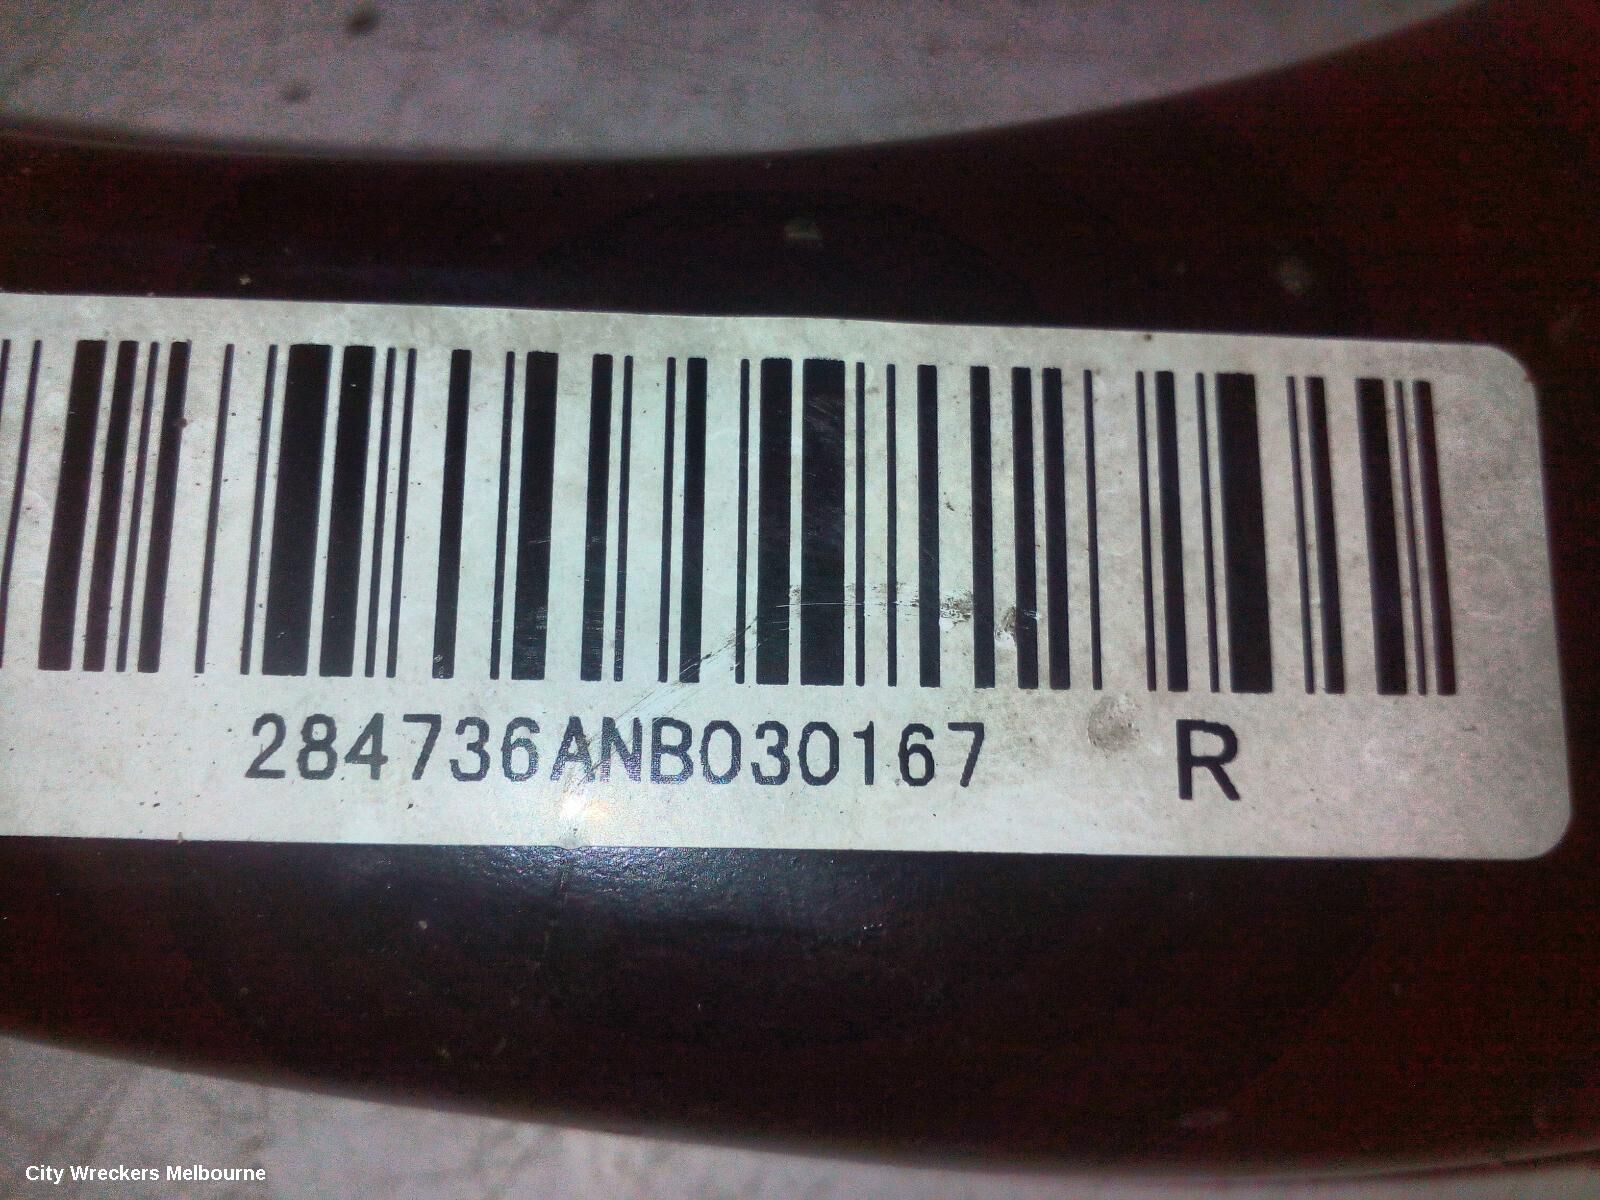 284736ANB030167 R
City Wreckers Melbourne